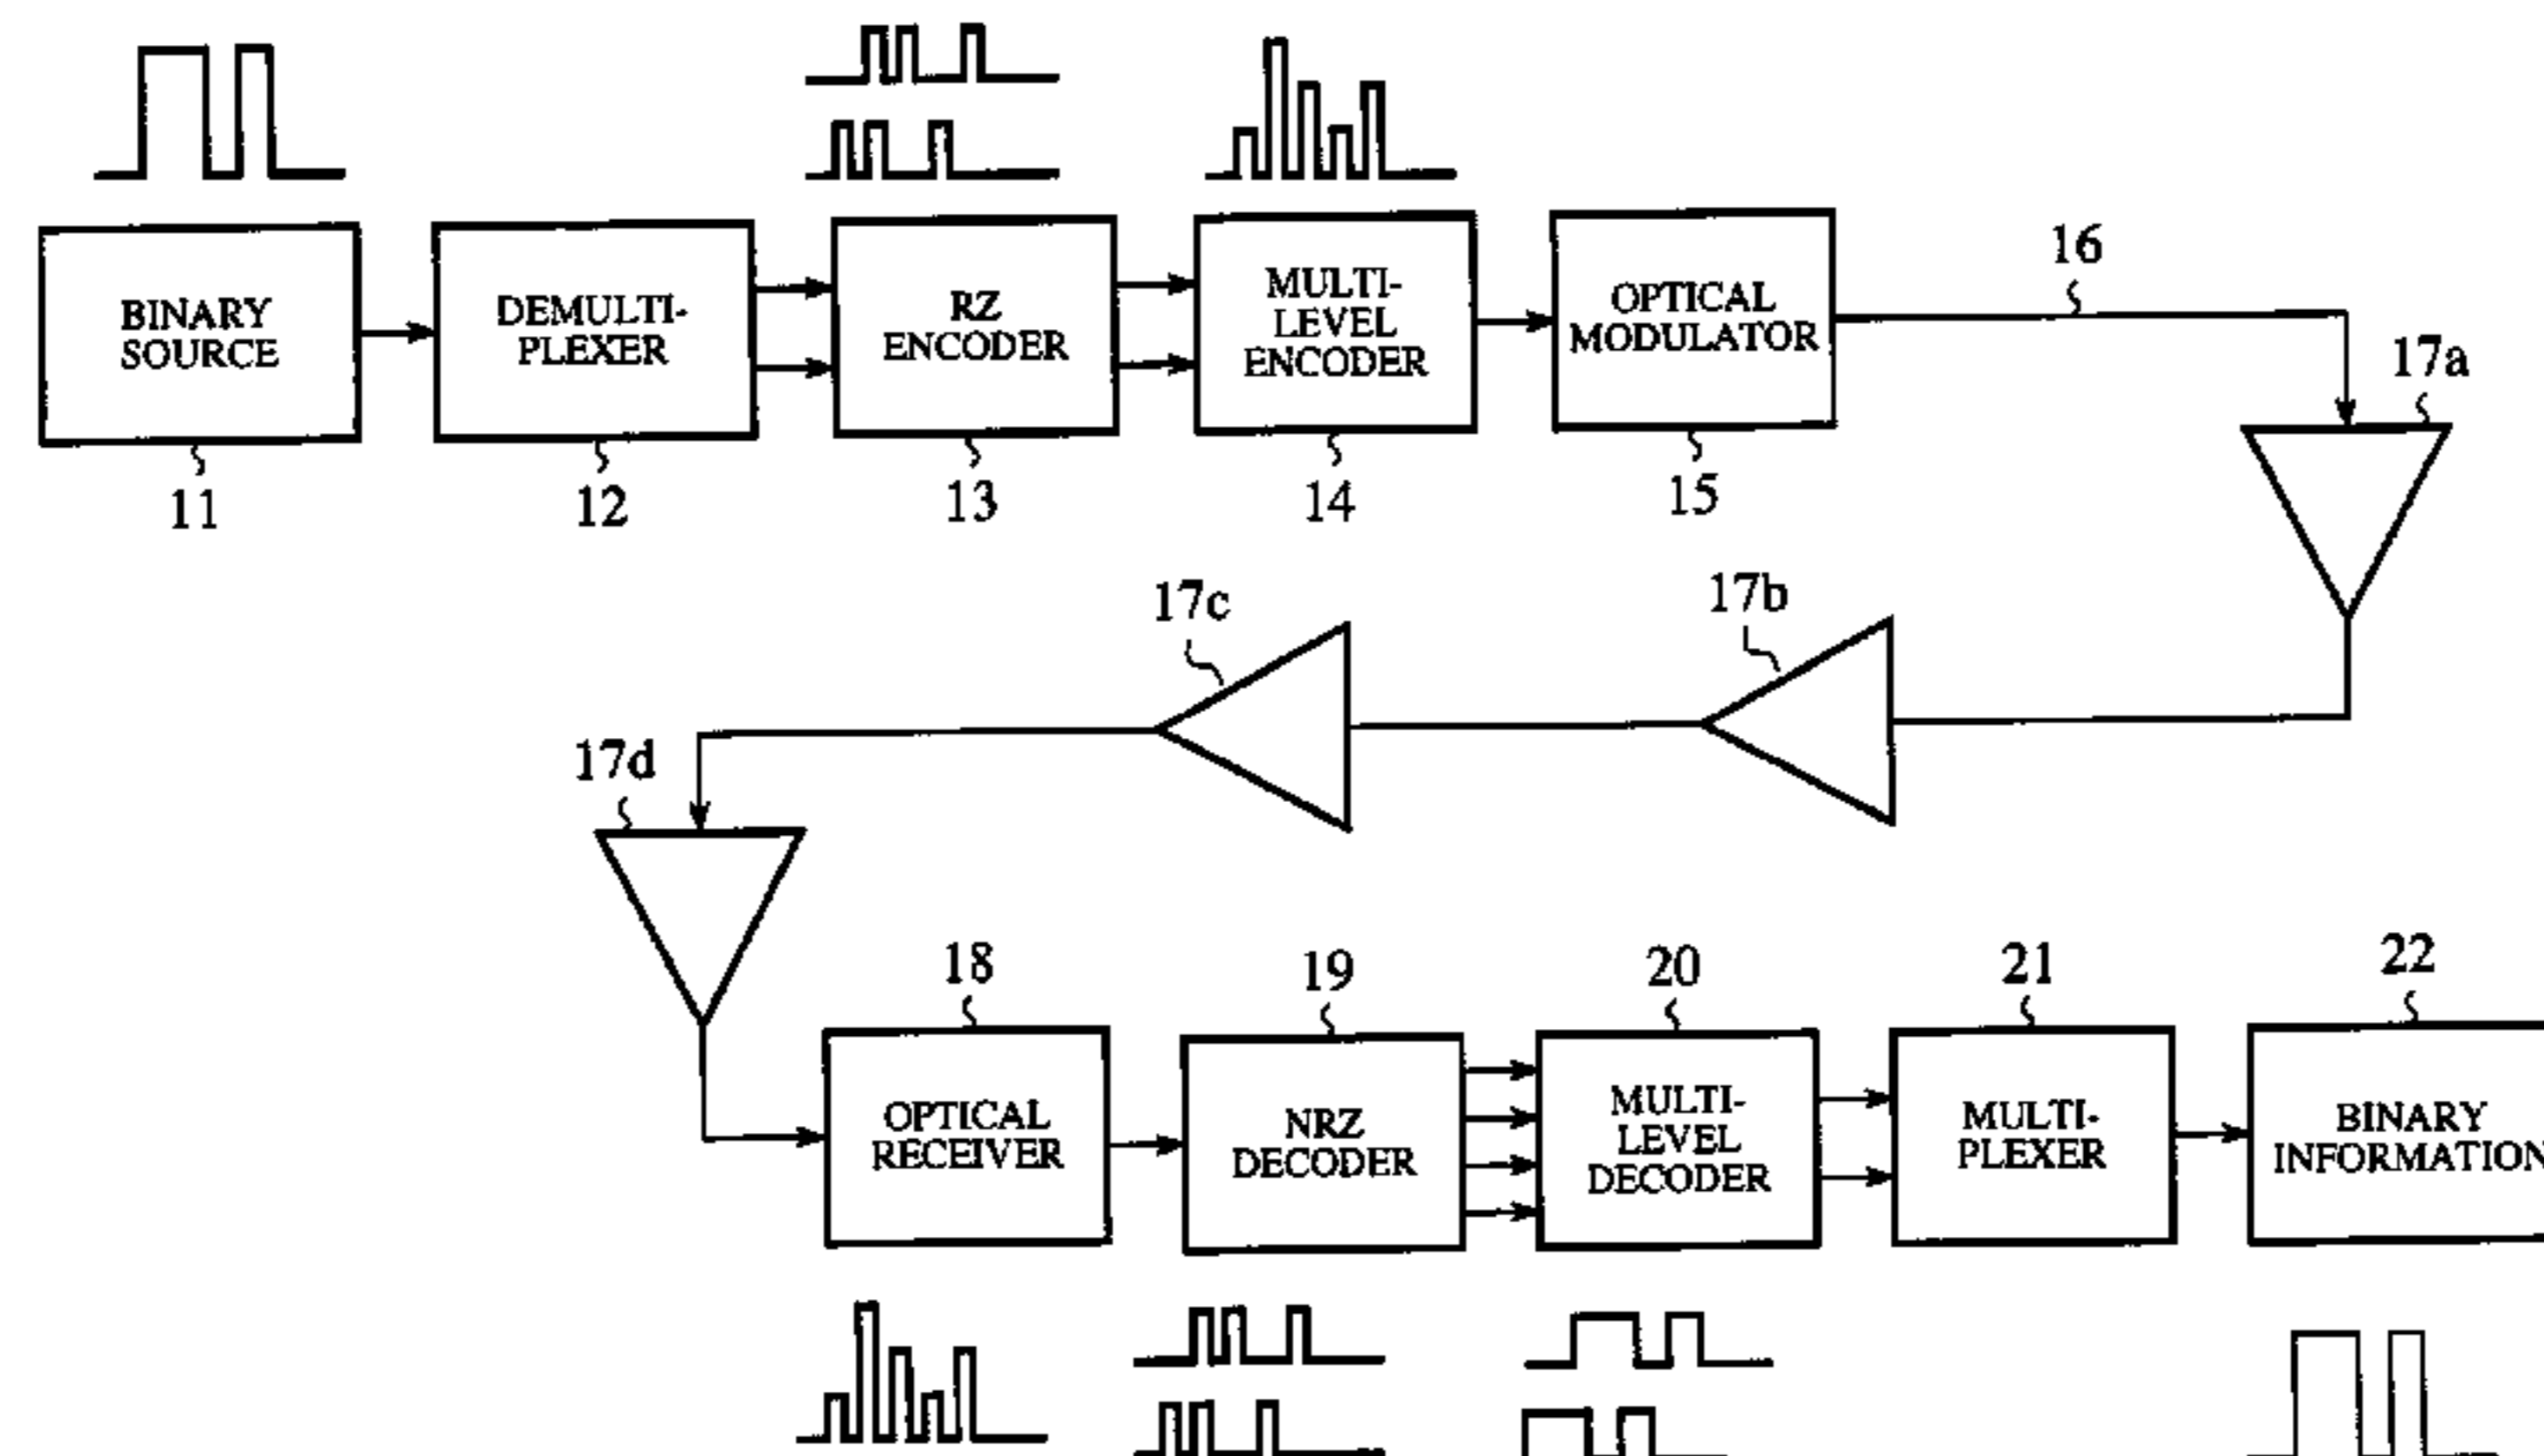 BINARY
SOURCE
11
DEMULTI-
PLEXER
12
RZ
ENCODER
13
MULTI-
LEVEL
ENCODER
14
OPTICAL
MODULATOR
15
16
17a
17b
17c
17d
18
OPTICAL
RECEIVER
19
NRZ
DECODER
20
MULTI-
LEVEL
DECODER
21
MULTI-
PLEXER
22
BINARY
INFORMATION